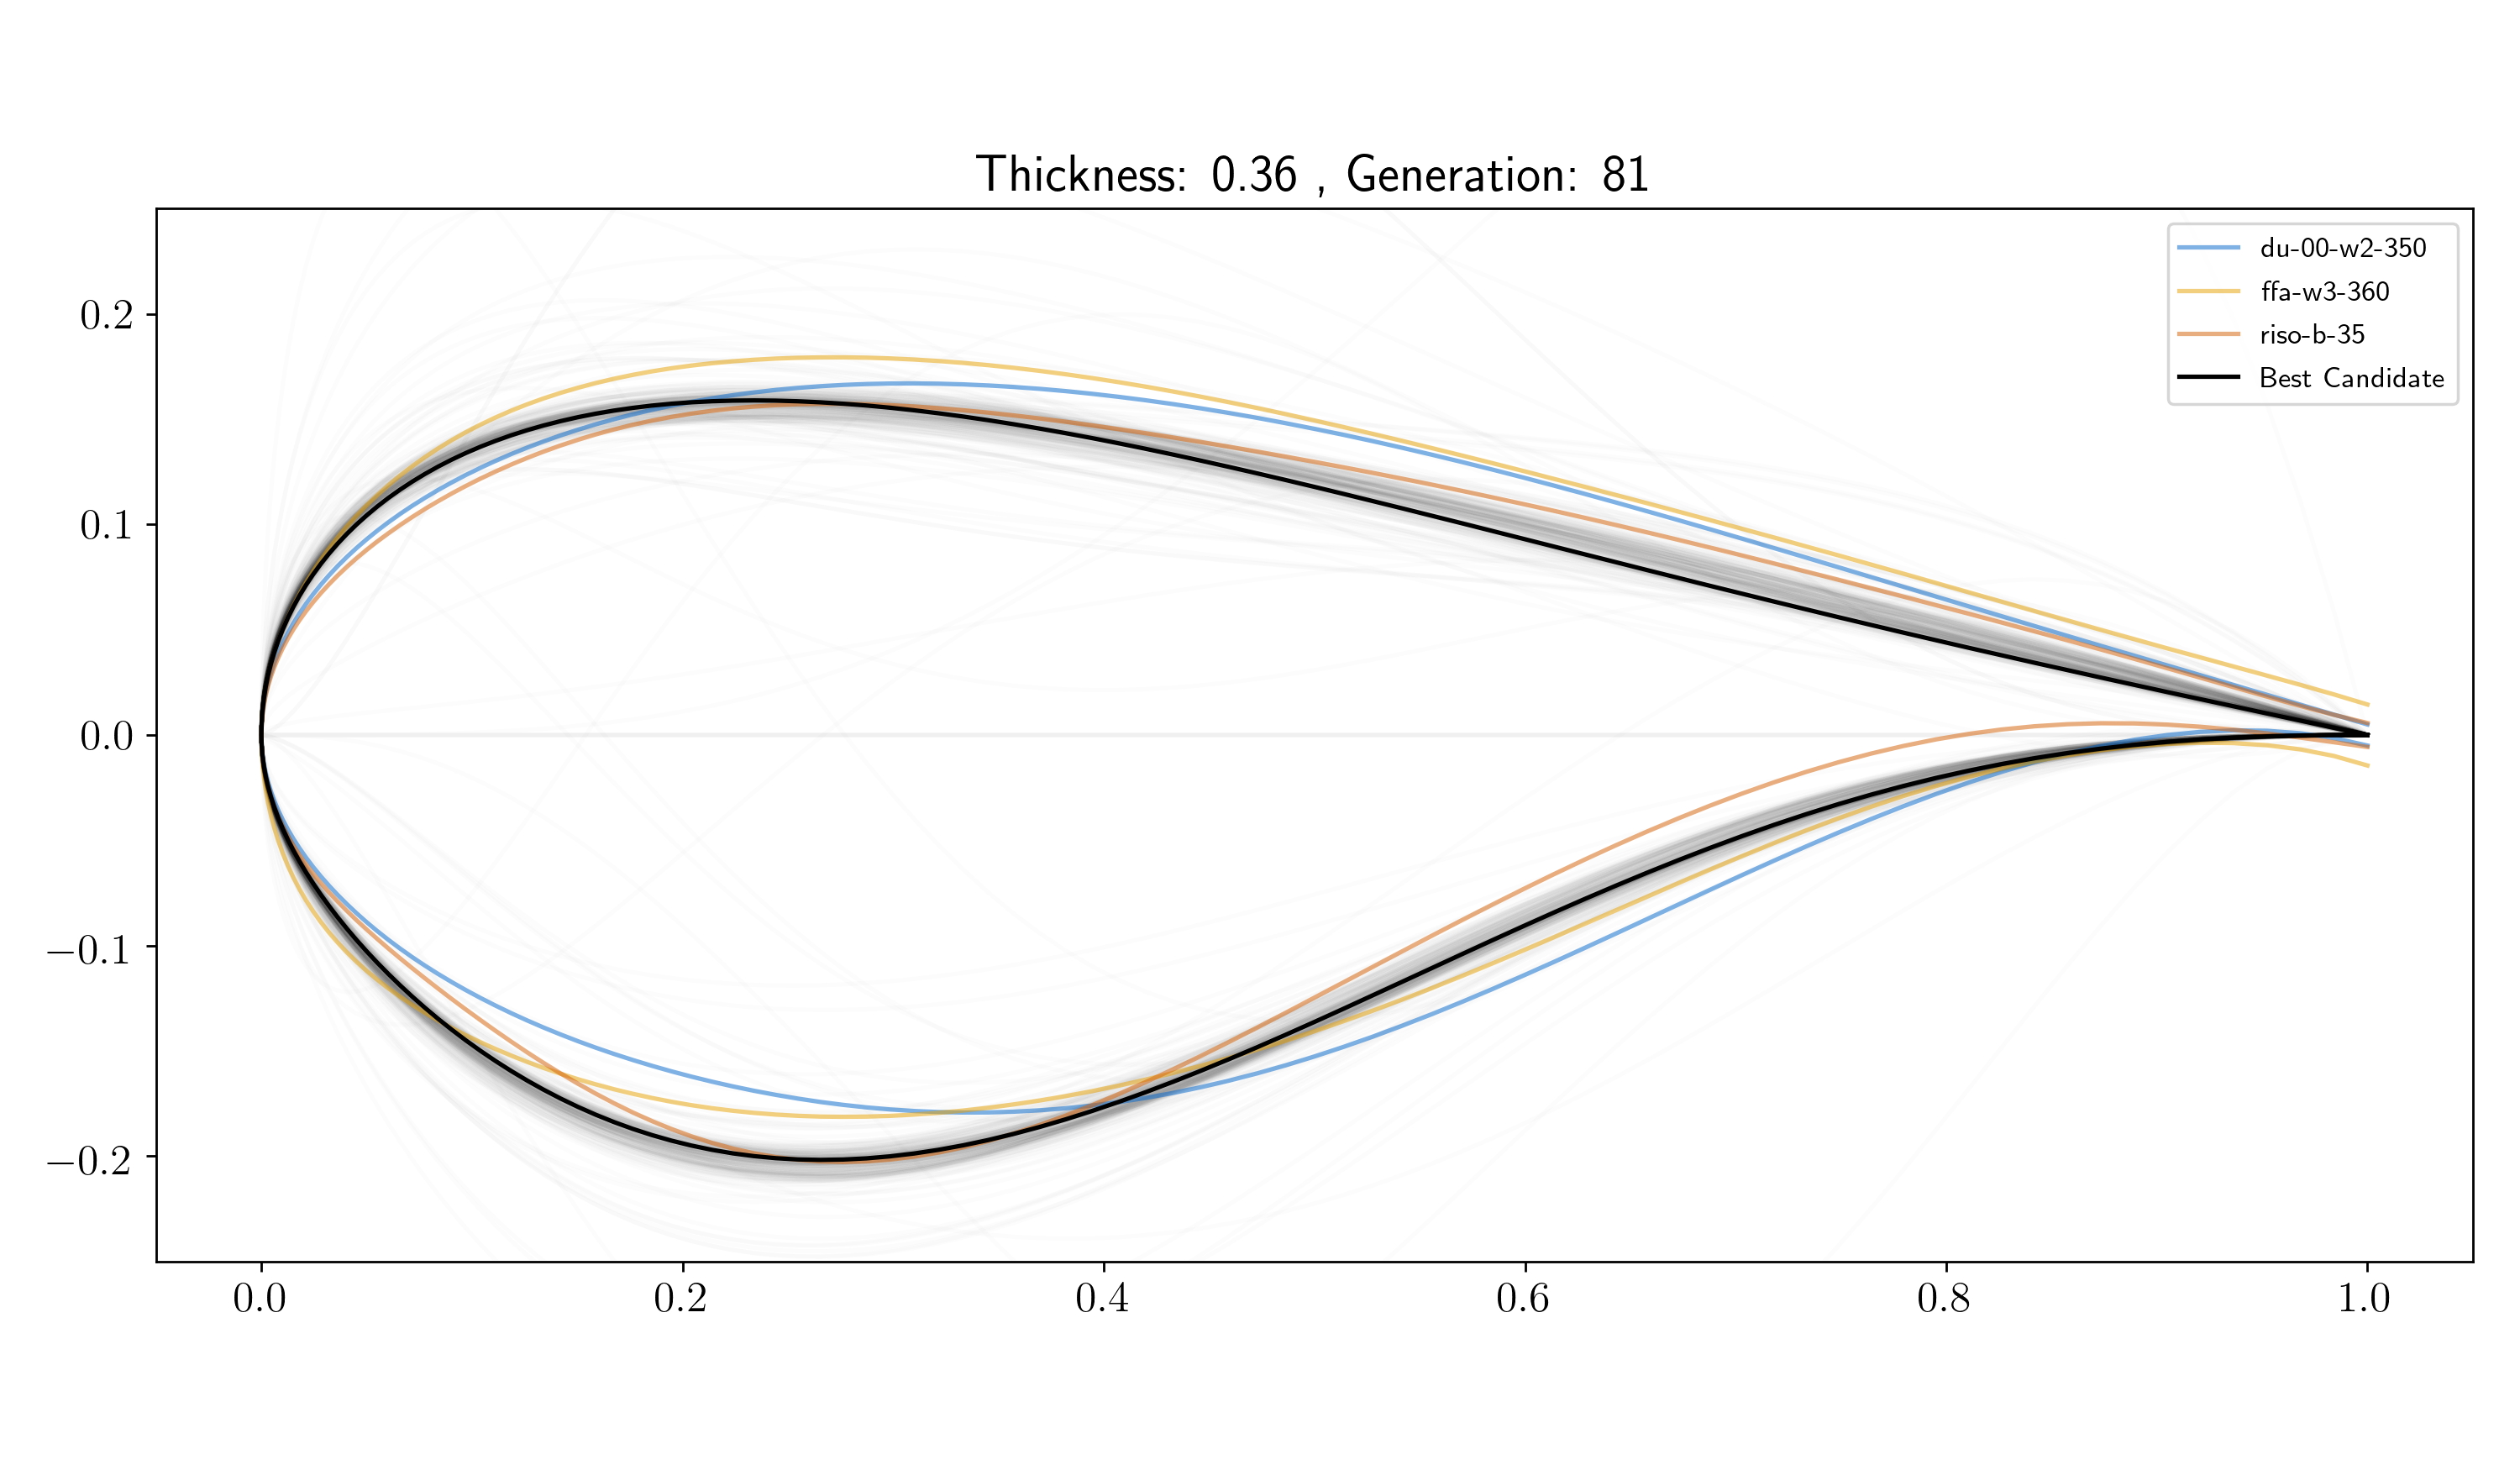 Thickness: 0.36 , Generation: 81
du-00-w2-350
ffa-w3-360
riso-b-35
Best Candidate
0.2
0.1
0.0
−0.1
−0.2
0.0 0.2 0.4 0.6 0.8 1.0